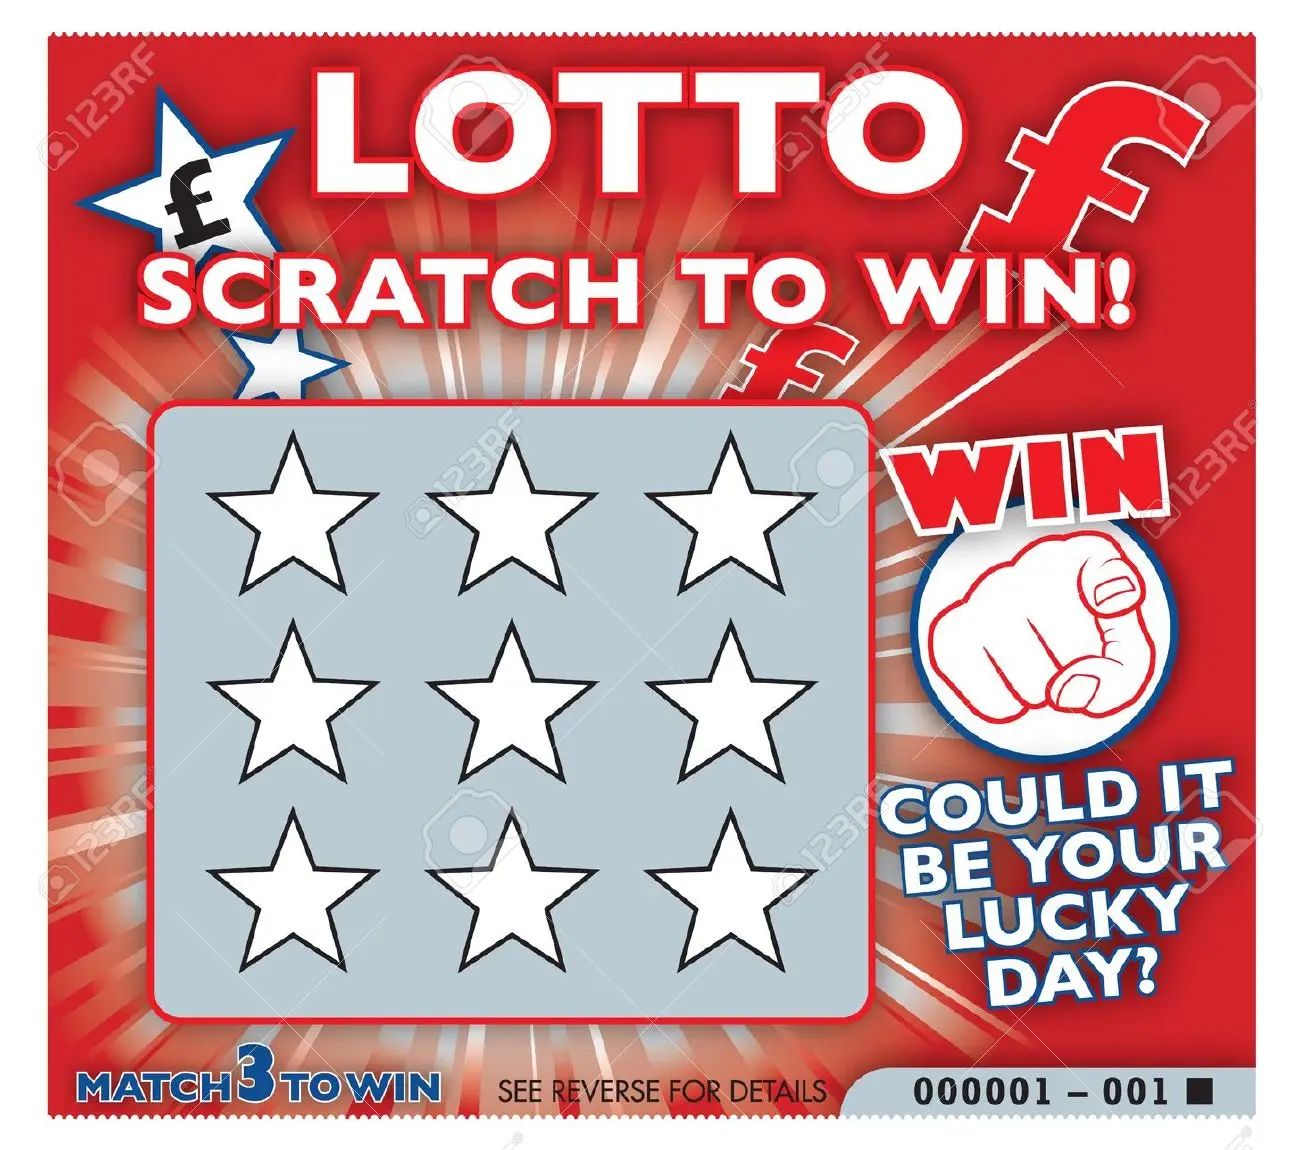 LOTTO
£
£
SCRATCH TO WIN!
£
WIN
COULD IT
BE YOUR
LUCKY
DAY?
MATCH 3 TO WIN
SEE REVERSE FOR DETAILS
000001 – 001
123RF